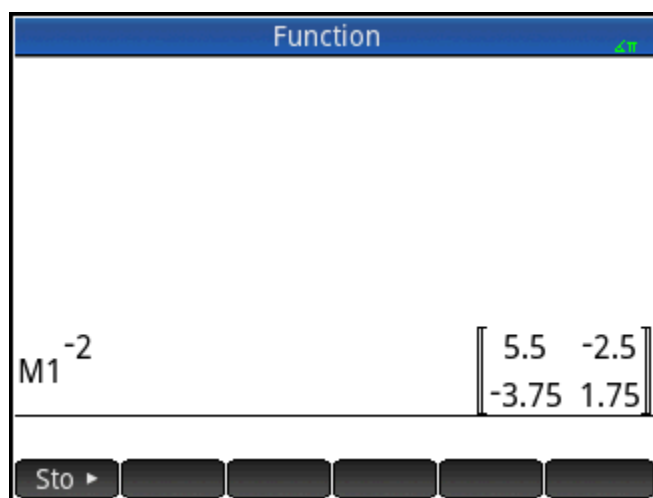 Function
∡π
M1^-2
[[5.5 -2.5]
[-3.75 1.75]]
Sto ▸